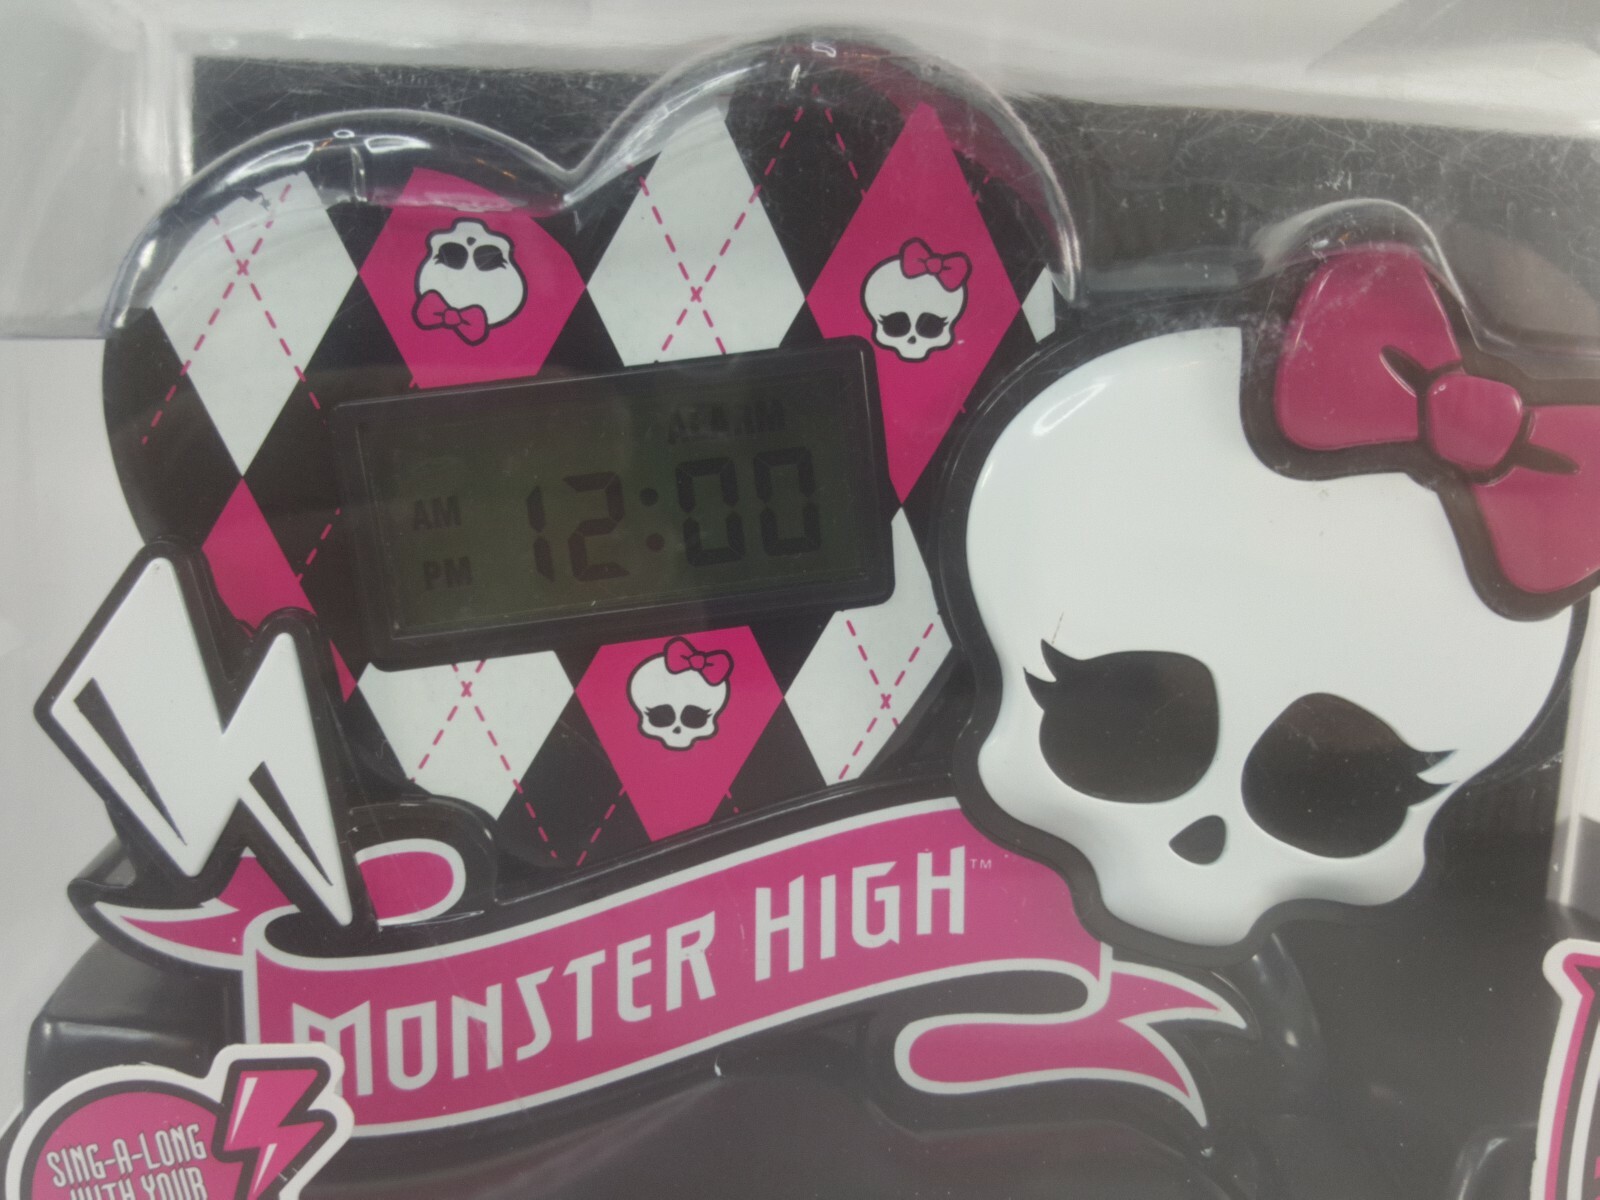 ALARM
AM
12:00
PM
MONSTER HIGH™
SING-A-LONG
WITH YOUR